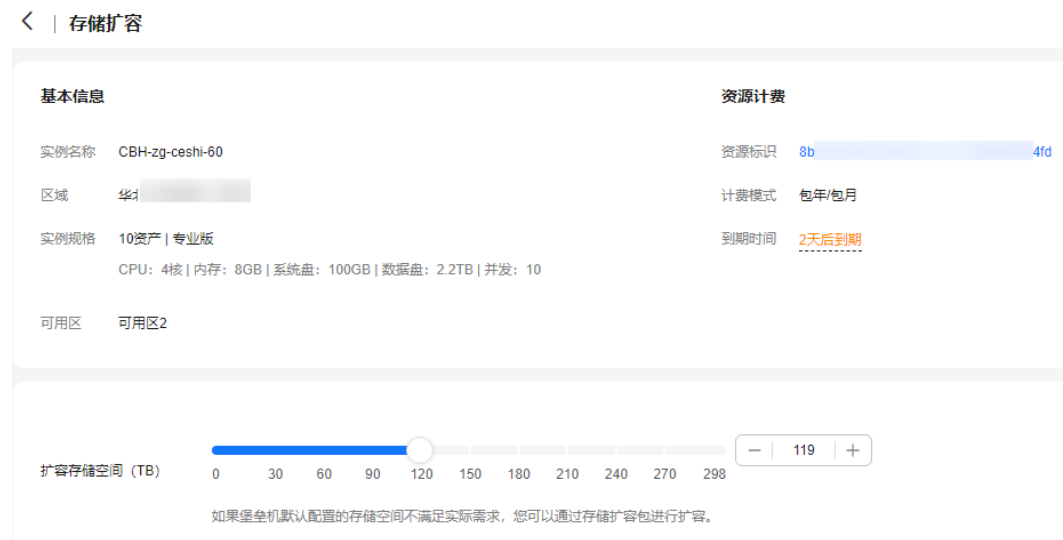 存储扩容
基本信息
实例名称 CBH-zg-ceshi-60
区域 华
实例规格 10资产 | 专业版
CPU：4核 | 内存：8GB | 系统盘：100GB | 数据盘：2.2TB | 并发：10
可用区 可用区2
资源计费
资源标识 8b 4fd
计费模式 包年/包月
到期时间 2天后到期
扩容存储空间（TB）
0 30 60 90 120 150 180 210 240 270 298
119
如果堡垒机默认配置的存储空间不满足实际需求，您可以通过存储扩容包进行扩容。